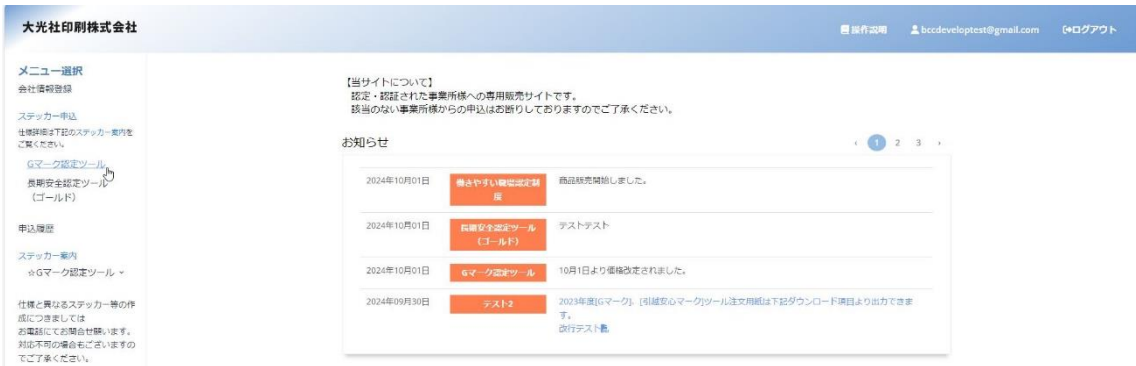 大光社印刷株式会社
操作説明
bccdeveloptest@gmail.com
ログアウト
メニュー選択
会社情報登録
ステッカー申込
仕様詳細は下記のステッカー案内を
ご覧ください。
Gマーク認定ツール
長期安全認定ツール
（ゴールド）
申込履歴
ステッカー案内
☆Gマーク認定ツール
仕様と異なるステッカー等の作
成につきましては
お電話にてお問合せ願います。
対応不可の場合もございますの
でご了承ください。
【当サイトについて】
認定・認証された事業所様への専用販売サイトです。
該当のない事業所様からの申込はお断りしておりますのでご了承ください。
お知らせ
‹ 1 2 3 ›
2024年10月01日
働きやすい職場認定制
度
商品販売開始しました。
2024年10月01日
長期安全認定ツール
（ゴールド）
テストテスト
2024年10月01日
Gマーク認定ツール
10月1日より価格改定されました。
2024年09月30日
テスト2
2023年度[Gマーク]、[引越安心マーク]ツール注文用紙は下記ダウンロード項目より出力できま
す。
改行テスト